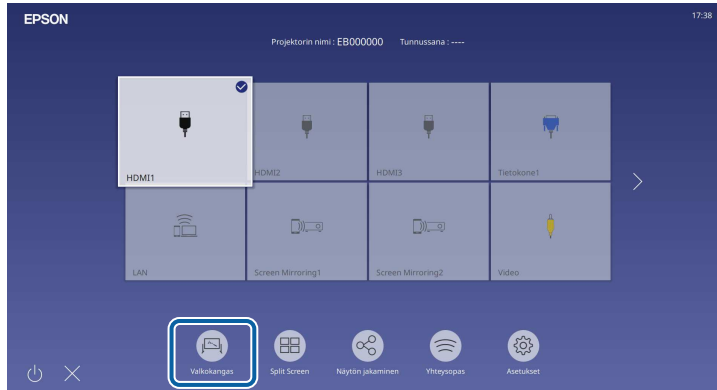 EPSON
17:38
Projektorin nimi : EB000000 Tunnussana : ----
HDMI1
HDMI2
HDMI3
Tietokone1
LAN
Screen Mirroring1
Screen Mirroring2
Video
Valkokangas
Split Screen
Näytön jakaminen
Yhteysopas
Asetukset